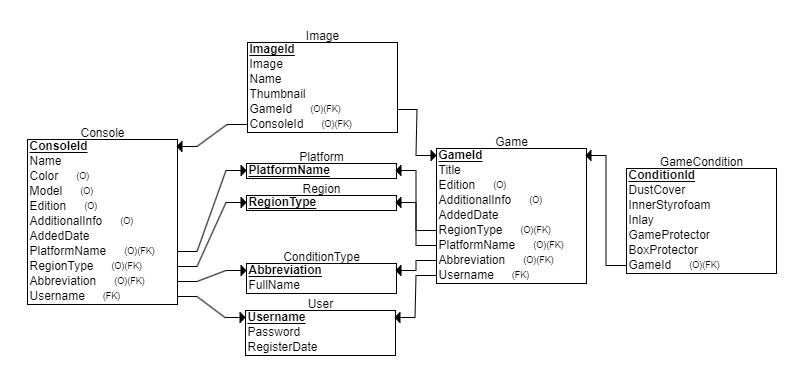 Image
ImageId
Image
Name
Thumbnail
GameId (O)(FK)
ConsoleId (O)(FK)
Console
ConsoleId
Name
Color (O)
Model (O)
Edition (O)
AdditionalInfo (O)
AddedDate
PlatformName (O)(FK)
RegionType (O)(FK)
Abbreviation (O)(FK)
Username (FK)
Platform
PlatformName
Region
RegionType
ConditionType
Abbreviation
FullName
User
Username
Password
RegisterDate
Game
GameId
Title
Edition (O)
AdditionalInfo (O)
AddedDate
RegionType (O)(FK)
PlatformName (O)(FK)
Abbreviation (O)(FK)
Username (FK)
GameCondition
ConditionId
DustCover
InnerStyrofoam
Inlay
GameProtector
BoxProtector
GameId (O)(FK)